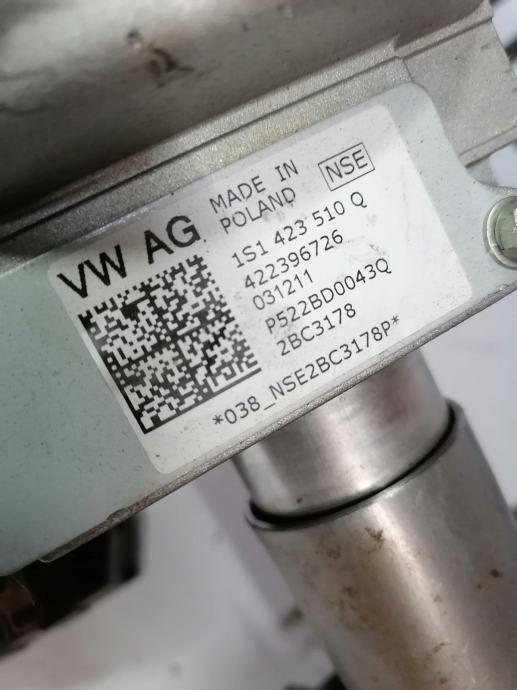 VW AG
MADE IN
POLAND
NSE
1S1 423 510 Q
422396726
031211
P522BD0043Q
2BC3178
*038_NSE2BC3178P*